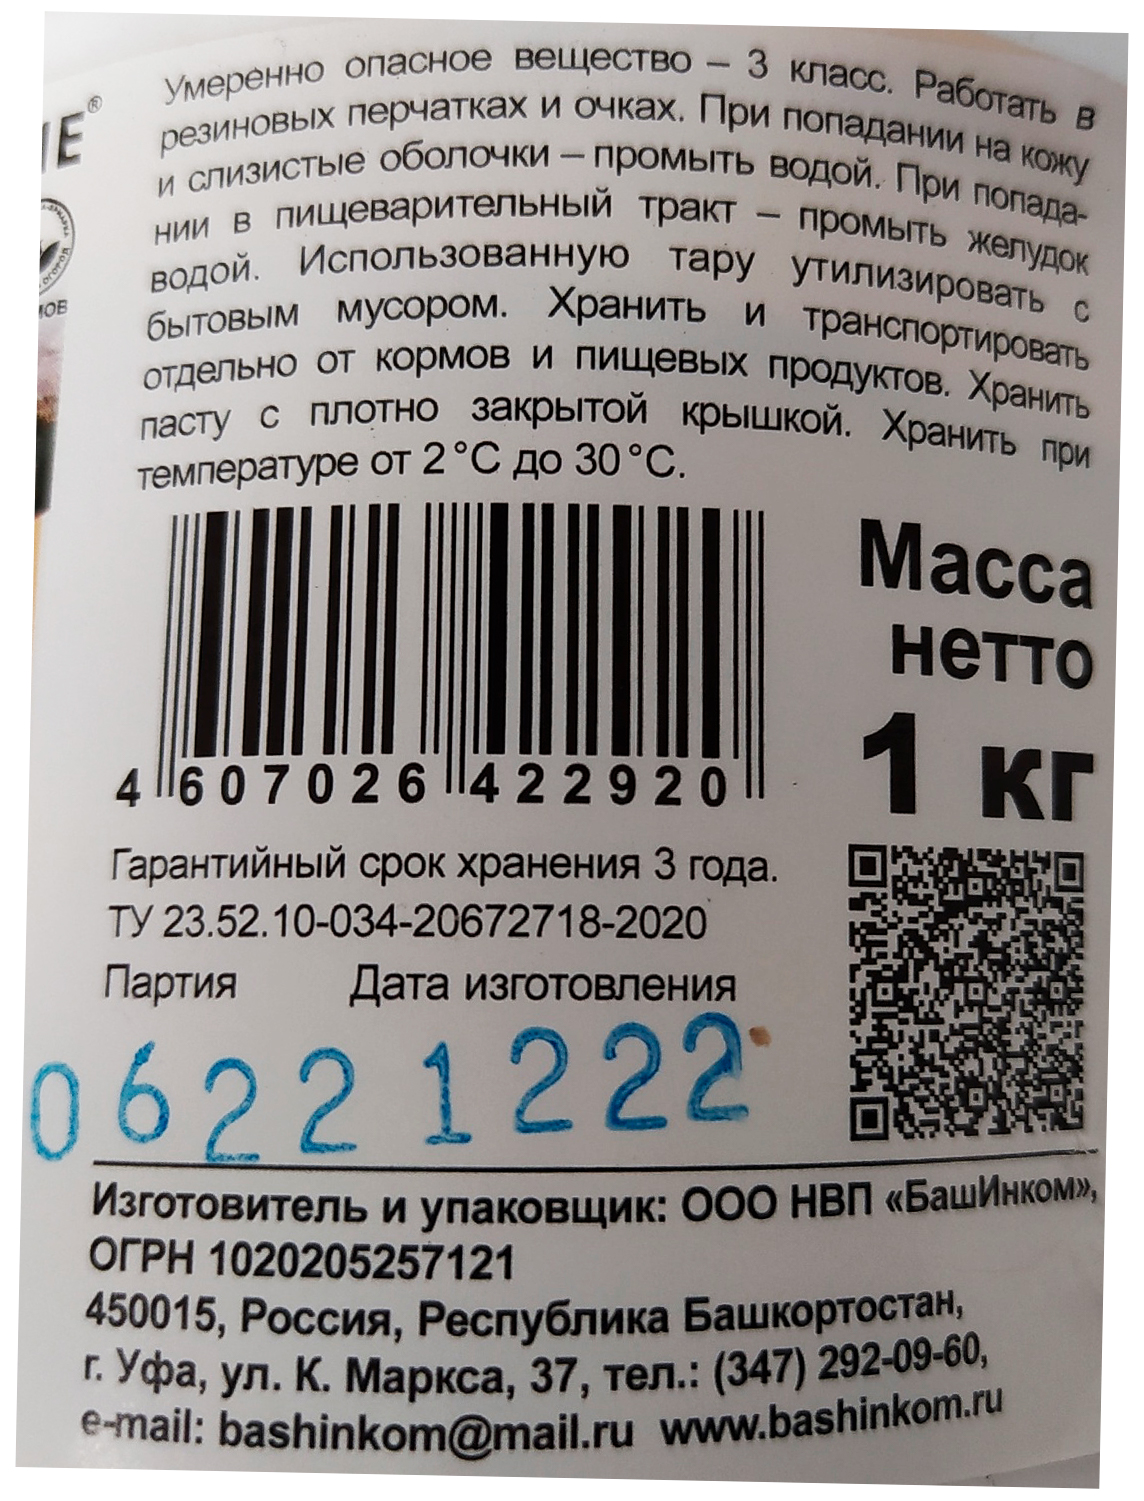 Умеренно опасное вещество – 3 класс. Работать в
резиновых перчатках и очках. При попадании на кожу
и слизистые оболочки – промыть водой. При попада-
нии в пищеварительный тракт – промыть желудок
водой. Использованную тару утилизировать с
бытовым мусором. Хранить и транспортировать
отдельно от кормов и пищевых продуктов. Хранить
пасту с плотно закрытой крышкой. Хранить при
температуре от 2 °С до 30 °С.
Масса
нетто
1 кг
4 607026 422920
Гарантийный срок хранения 3 года.
ТУ 23.52.10-034-20672718-2020
Партия Дата изготовления
0622 1222
Изготовитель и упаковщик: ООО НВП «БашИнком»,
ОГРН 1020205257121
450015, Россия, Республика Башкортостан,
г. Уфа, ул. К. Маркса, 37, тел.: (347) 292-09-60,
e-mail: bashinkom@mail.ru www.bashinkom.ru